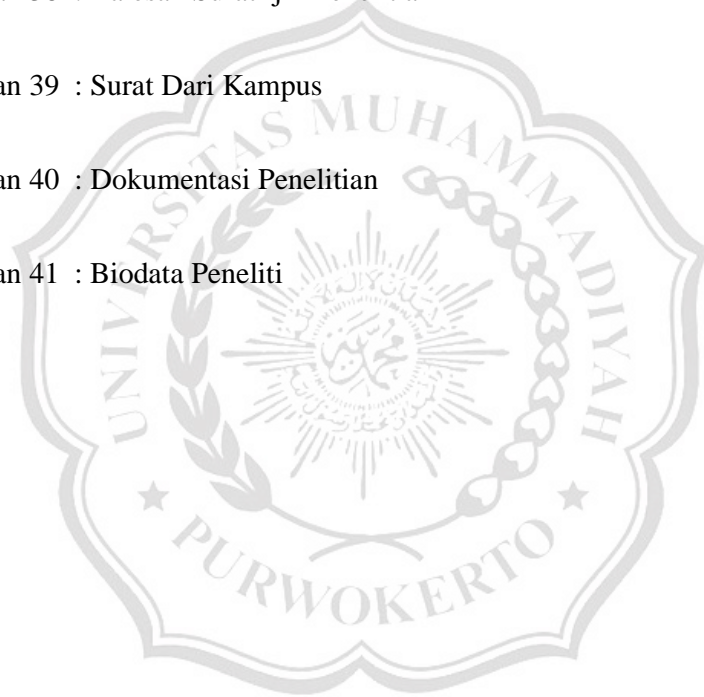 an 39 : Surat Dari Kampus
an 40 : Dokumentasi Penelitian
an 41 : Biodata Peneliti
UNIVERSITAS MUHAMMADIYAH
PURWOKERTO